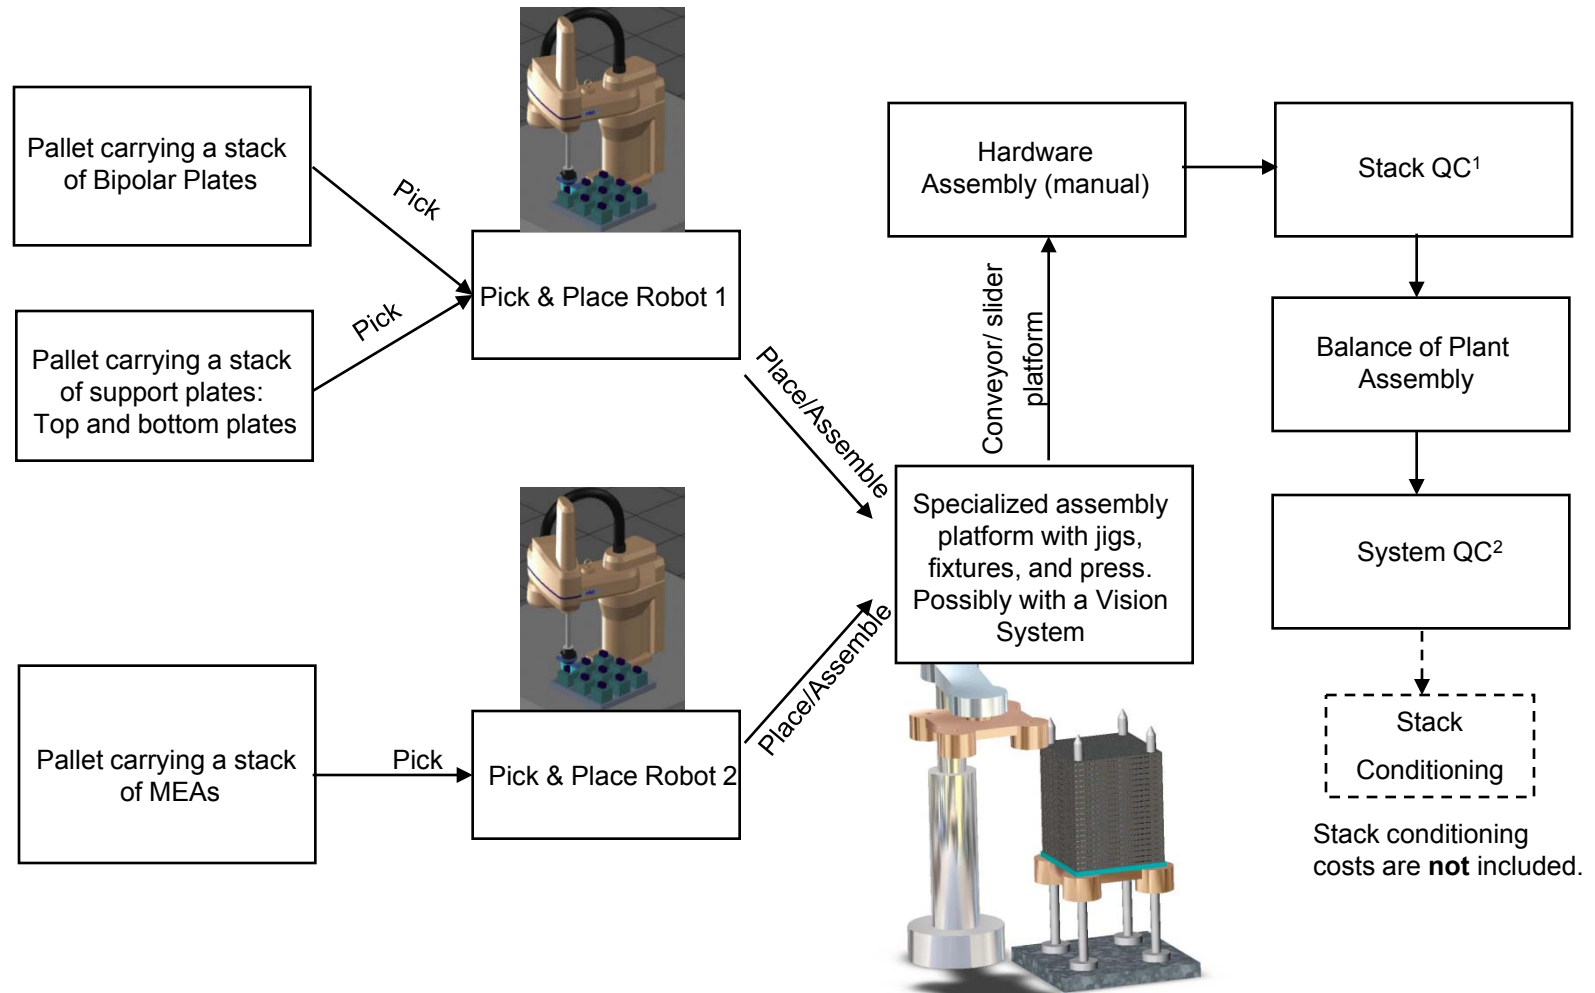 Pallet carrying a stack
of Bipolar Plates
Pick
Pallet carrying a stack
of support plates:
Top and bottom plates
Pick
Pick & Place Robot 1
Place/Assemble
Pallet carrying a stack
of MEAs
Pick
Pick & Place Robot 2
Place/Assemble
Specialized assembly
platform with jigs,
fixtures, and press.
Possibly with a Vision
System
Conveyor/ slider
platform
Hardware
Assembly (manual)
Stack QC¹
Balance of Plant
Assembly
System QC²
Stack
Conditioning
Stack conditioning
costs are not included.